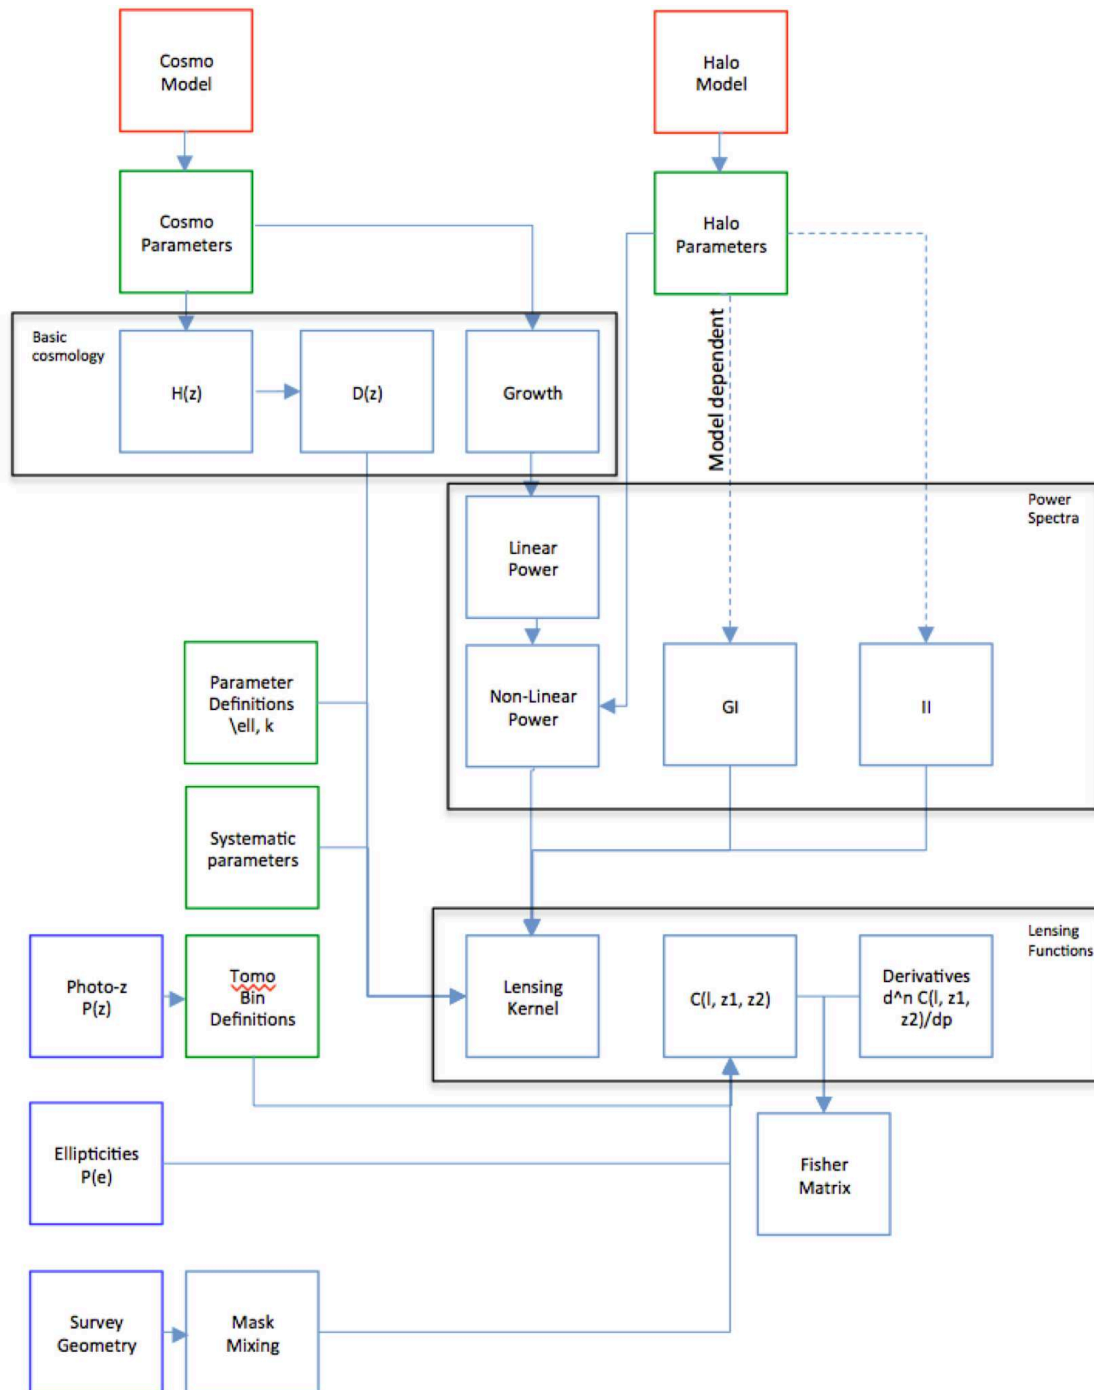 Cosmo
Model
Halo
Model
Cosmo
Parameters
Halo
Parameters
Basic
cosmology
H(z)
D(z)
Growth
Model dependent
Power
Spectra
Linear
Power
Parameter
Definitions
\ell, k
Non-Linear
Power
GI
II
Systematic
parameters
Lensing
Functions
Photo-z
P(z)
Tomo
Bin
Definitions
Lensing
Kernel
C(l, z1, z2)
Derivatives
d^n C(l, z1,
z2)/dp
Ellipticities
P(e)
Fisher
Matrix
Survey
Geometry
Mask
Mixing